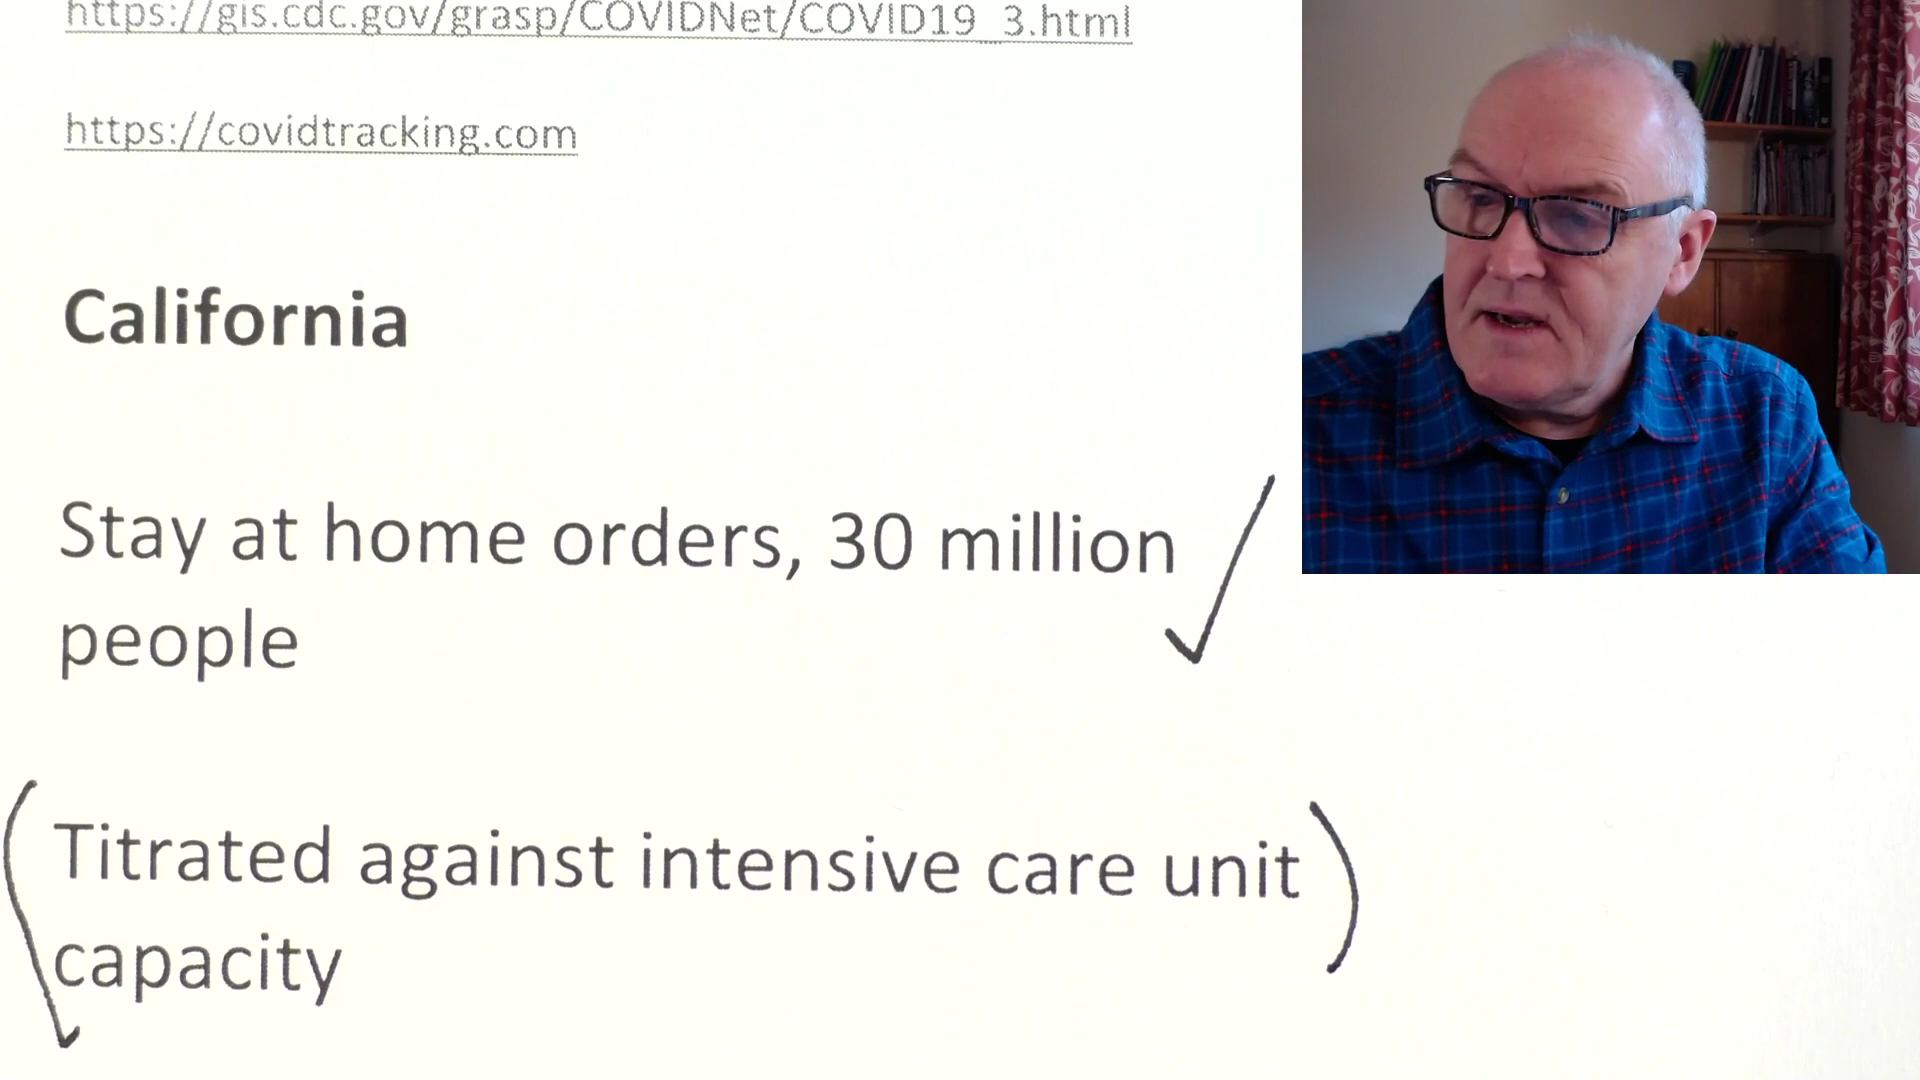 https://gis.cdc.gov/grasp/COVIDNet/COVID19_3.html
https://covidtracking.com
California
Stay at home orders, 30 million
people
Titrated against intensive care unit
capacity